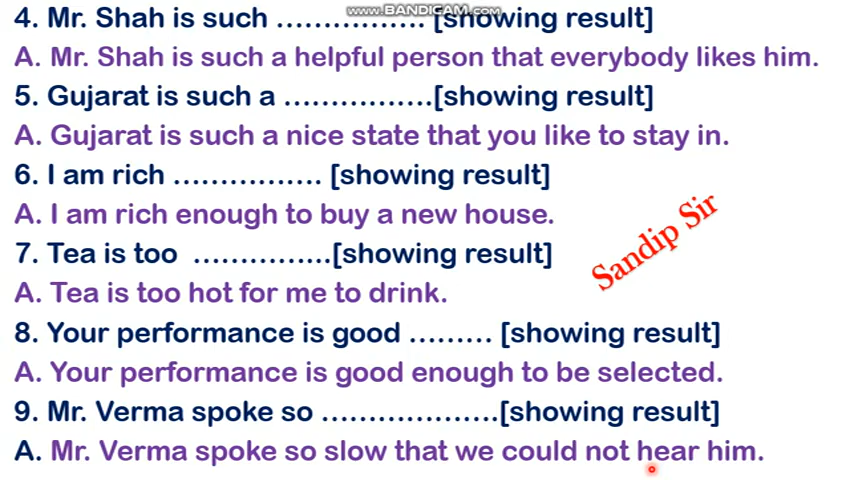 www.BANDICAM.com
4. Mr. Shah is such ................ [showing result]
A. Mr. Shah is such a helpful person that everybody likes him.
5. Gujarat is such a ................[showing result]
A. Gujarat is such a nice state that you like to stay in.
6. I am rich ................ [showing result]
A. I am rich enough to buy a new house.
7. Tea is too ...............[showing result]
A. Tea is too hot for me to drink.
Sandip Sir
8. Your performance is good ......... [showing result]
A. Your performance is good enough to be selected.
9. Mr. Verma spoke so ...................[showing result]
A. Mr. Verma spoke so slow that we could not hear him.